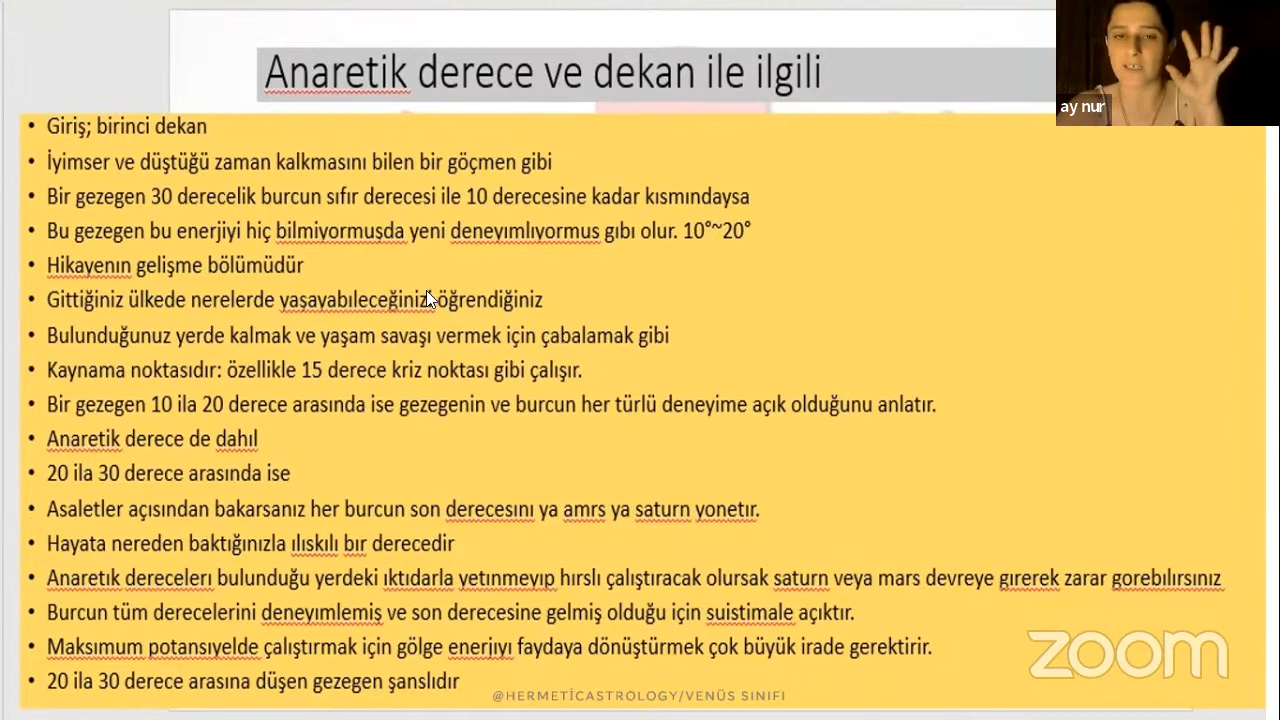 Anaretik derece ve dekan ile ilgili
ay nur
• Giriş; birinci dekan
• İyimser ve düştüğü zaman kalkmasını bilen bir göçmen gibi
• Bir gezegen 30 derecelik burcun sıfır derecesi ile 10 derecesine kadar kısmındaysa
• Bu gezegen bu enerjiyi hiç bilmiyormuşda yeni deneyımlıyormus gıbı olur. 10°~20°
• Hikayenın gelişme bölümüdür
• Gittiğiniz ülkede nerelerde yaşayabıleceğiniz öğrendiğiniz
• Bulunduğunuz yerde kalmak ve yaşam savaşı vermek için çabalamak gibi
• Kaynama noktasıdır: özellikle 15 derece kriz noktası gibi çalışır.
• Bir gezegen 10 ila 20 derece arasında ise gezegenin ve burcun her türlü deneyime açık olduğunu anlatır.
• Anaretik derece de dahıl
• 20 ila 30 derece arasında ise
• Asaletler açısından bakarsanız her burcun son derecesını ya amrs ya saturn yonetır.
• Hayata nereden baktığınızla ılıskılı bır derecedir
• Anaretık derecelerı bulunduğu yerdeki ıktıdarla yetınmeyıp hırslı çalıştıracak olursak saturn veya mars devreye gırerek zarar gorebılırsınız
• Burcun tüm derecelerini deneyımlemiş ve son derecesine gelmiş olduğu için suistimale açıktır.
• Maksımum potansıyelde çalıştırmak için gölge enerjıyı faydaya dönüştürmek çok büyük irade gerektirir.
• 20 ila 30 derece arasına düşen gezegen şanslıdır
zoom
@HERMETİCASTROLOGY/VENÜS SINIFI